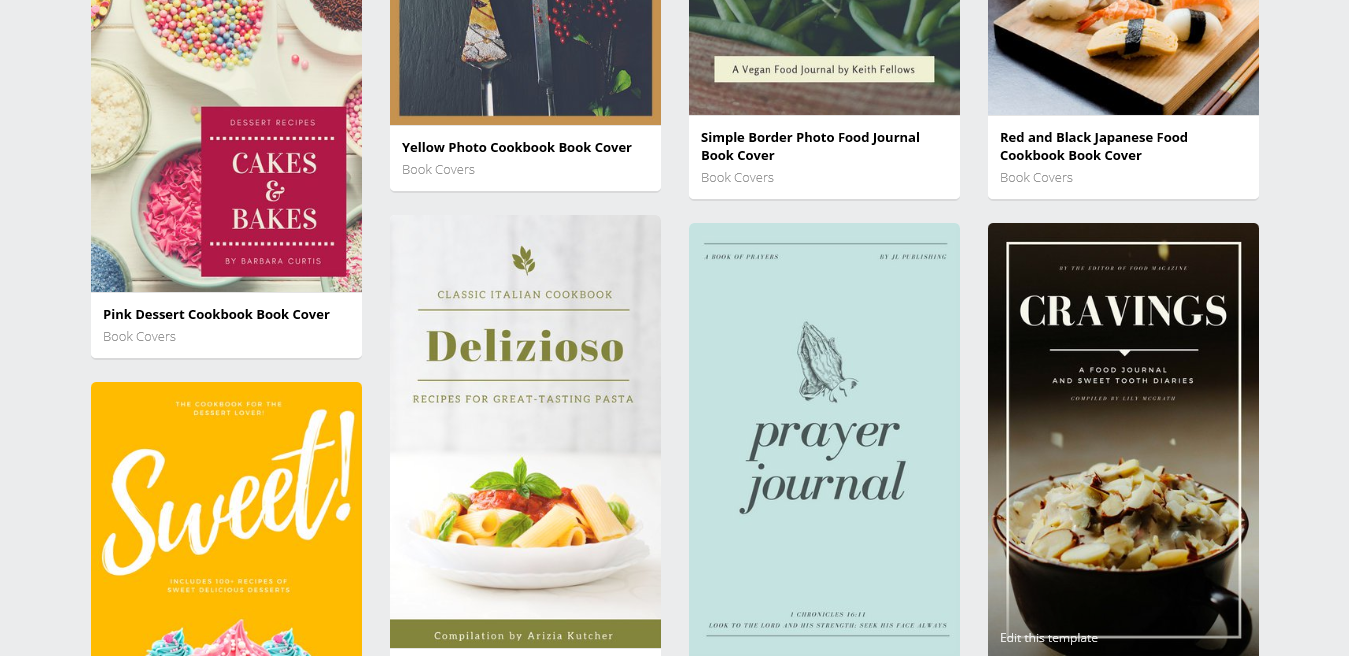 DESSERT RECIPES
CAKES
&
BAKES
BY BARBARA CURTIS
Pink Dessert Cookbook Book Cover
Book Covers
THE COOKBOOK FOR THE
DESSERT LOVER!
Sweet!
INCLUDES 100+ RECIPES OF
SWEET DELICIOUS DESSERTS
Yellow Photo Cookbook Book Cover
Book Covers
CLASSIC ITALIAN COOKBOOK
Delizioso
RECIPES FOR GREAT-TASTING PASTA
Compilation by Arizia Kutcher
A Vegan Food Journal by Keith Fellows
Simple Border Photo Food Journal
Book Cover
Book Covers
A BOOK OF PRAYERS
BY JL PUBLISHING
prayer
journal
1 CHRONICLES 16:11
LOOK TO THE LORD AND HIS STRENGTH; SEEK HIS FACE ALWAYS
Red and Black Japanese Food
Cookbook Book Cover
Book Covers
BY THE EDITOR OF FOOD MAGAZINE
CRAVINGS
A FOOD JOURNAL
AND SWEET TOOTH DIARIES
COMPILED BY LILY MCGRATH
Edit this template